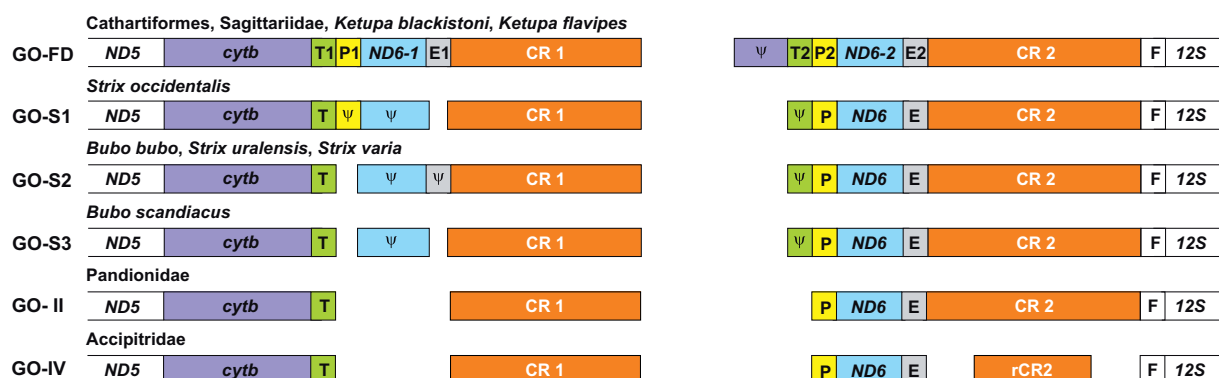 Cathartiformes, Sagittariidae, Ketupa blackistoni, Ketupa flavipes
GO-FD ND5 cytb T1 P1 ND6-1 E1 CR 1 ψ T2 P2 ND6-2 E2 CR 2 F 12S
Strix occidentalis
GO-S1 ND5 cytb T ψ ψ CR 1 ψ P ND6 E CR 2 F 12S
Bubo bubo, Strix uralensis, Strix varia
GO-S2 ND5 cytb T ψ ψ CR 1 ψ P ND6 E CR 2 F 12S
Bubo scandiacus
GO-S3 ND5 cytb T ψ CR 1 ψ P ND6 E CR 2 F 12S
Pandionidae
GO- II ND5 cytb T CR 1 P ND6 E CR 2 F 12S
Accipitridae
GO-IV ND5 cytb T CR 1 P ND6 E rCR2 F 12S